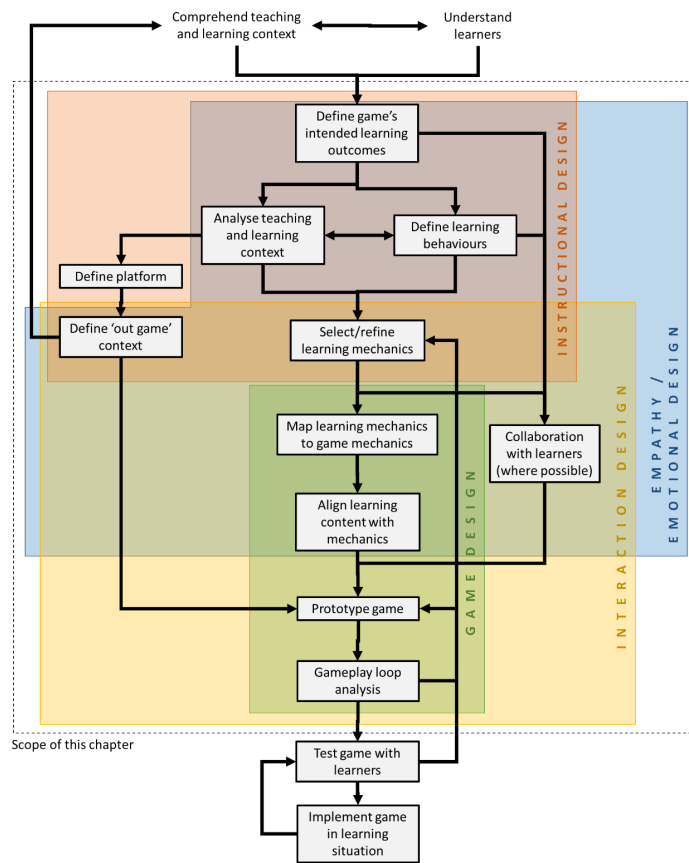 Comprehend teaching
and learning context
Understand
learners
Define game's
intended learning
outcomes
Analyse teaching
and learning
context
Define learning
behaviours
Define platform
Define 'out game'
context
Select/refine
learning mechanics
Map learning mechanics
to game mechanics
Collaboration
with learners
(where possible)
Align learning
content with
mechanics
Prototype game
Gameplay loop
analysis
INSTRUCTIONAL DESIGN
GAME DESIGN
INTERACTION DESIGN
EMPATHY /
EMOTIONAL DESIGN
Scope of this chapter
Test game with
learners
Implement game
in learning
situation